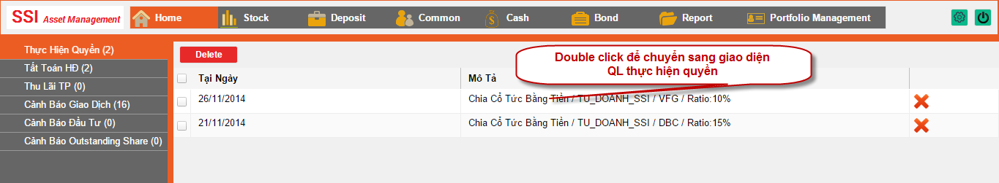 SSI Asset Management
Home
Stock
Deposit
Common
Cash
Bond
Report
Portfolio Management
Thực Hiện Quyền (2)
Tất Toán HĐ (2)
Thu Lãi TP (0)
Cảnh Báo Giao Dịch (16)
Cảnh Báo Đầu Tư (0)
Cảnh Báo Outstanding Share (0)
Delete
Double click để chuyển sang giao diện
QL thực hiện quyền
Tại Ngày
Mô Tả
26/11/2014
Chia Cổ Tức Bằng Tiền / TU_DOANH_SSI / VFG / Ratio:10%
21/11/2014
Chia Cổ Tức Bằng Tiền / TU_DOANH_SSI / DBC / Ratio:15%